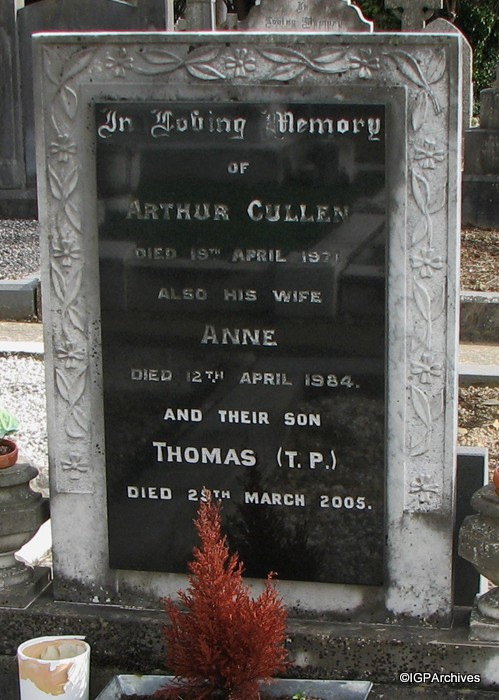 In Loving Memory
OF
ARTHUR CULLEN
DIED 19TH APRIL 1971
ALSO HIS WIFE
ANNE
DIED 12TH APRIL 1984.
AND THEIR SON
THOMAS (T.P.)
DIED 29TH MARCH 2005.
©IGPArchives